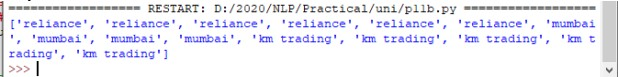 ==================== RESTART: D:/2020/NLP/Practical/uni/p11b.py ====================
['reliance', 'reliance', 'reliance', 'reliance', 'reliance', 'reliance', 'mumbai
', 'mumbai', 'mumbai', 'mumbai', 'km trading', 'km trading', 'km trading', 'km t
rading', 'km trading']
>>>